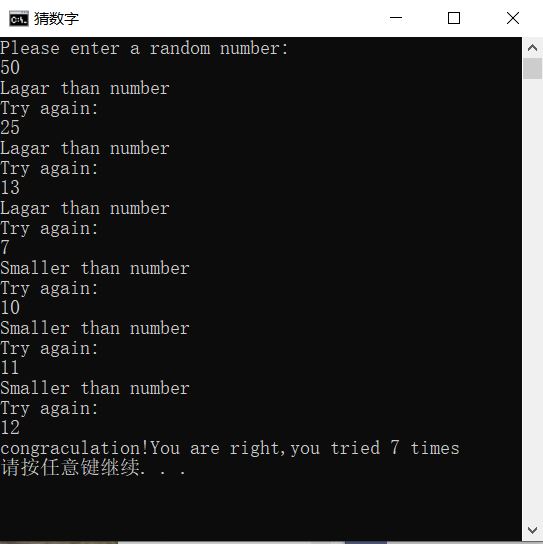 猜数字
Please enter a random number:
50
Lagar than number
Try again:
25
Lagar than number
Try again:
13
Lagar than number
Try again:
7
Smaller than number
Try again:
10
Smaller than number
Try again:
11
Smaller than number
Try again:
12
congraculation!You are right,you tried 7 times
请按任意键继续. . .